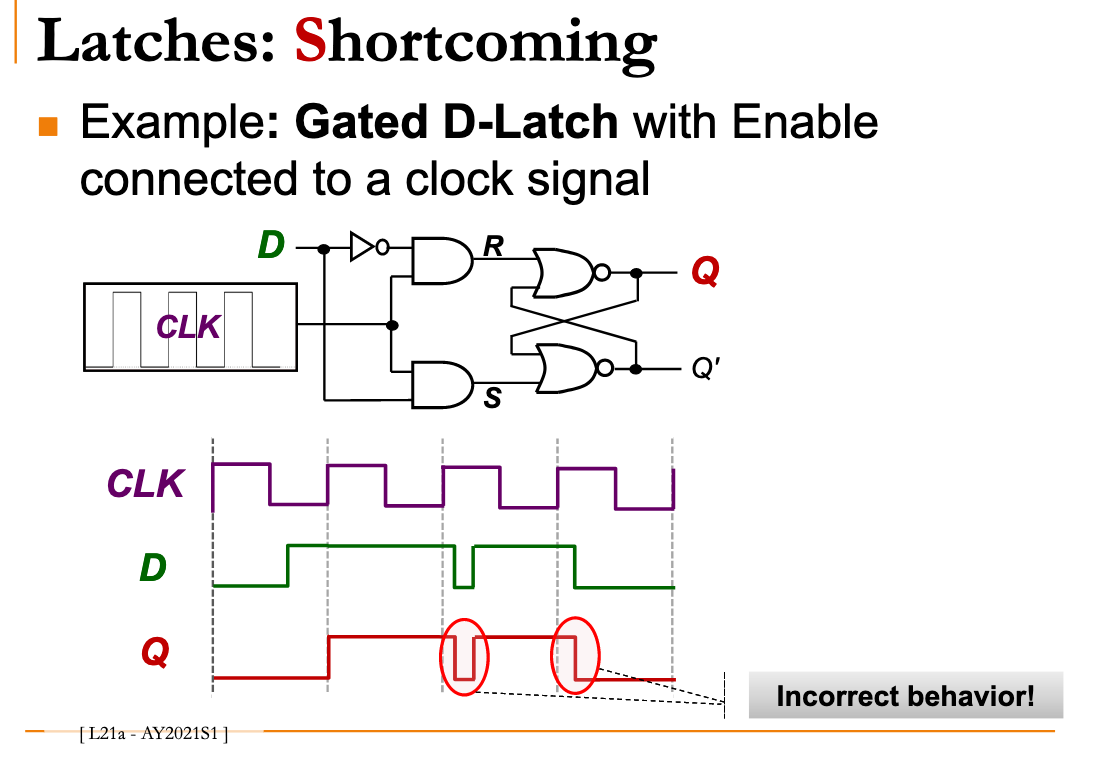 Latches: Shortcoming
Example: Gated D-Latch with Enable
connected to a clock signal
D
R
Q
CLK
Q'
S
CLK
D
Q
Incorrect behavior!
[ L21a - AY2021S1 ]